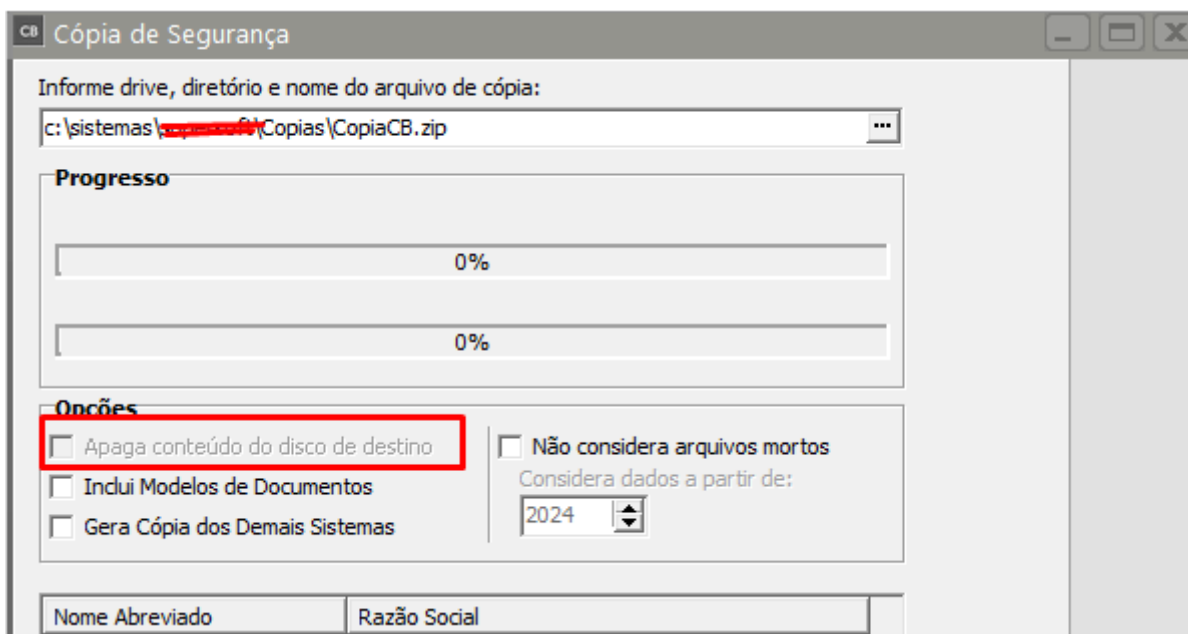 CB Cópia de Segurança
Informe drive, diretório e nome do arquivo de cópia:
c:\sistemas\ \Copias\CopiaCB.zip
Progresso
0%
0%
Opções
Apaga conteúdo do disco de destino
Não considera arquivos mortos
Inclui Modelos de Documentos
Considera dados a partir de:
2024
Gera Cópia dos Demais Sistemas
Nome Abreviado Razão Social